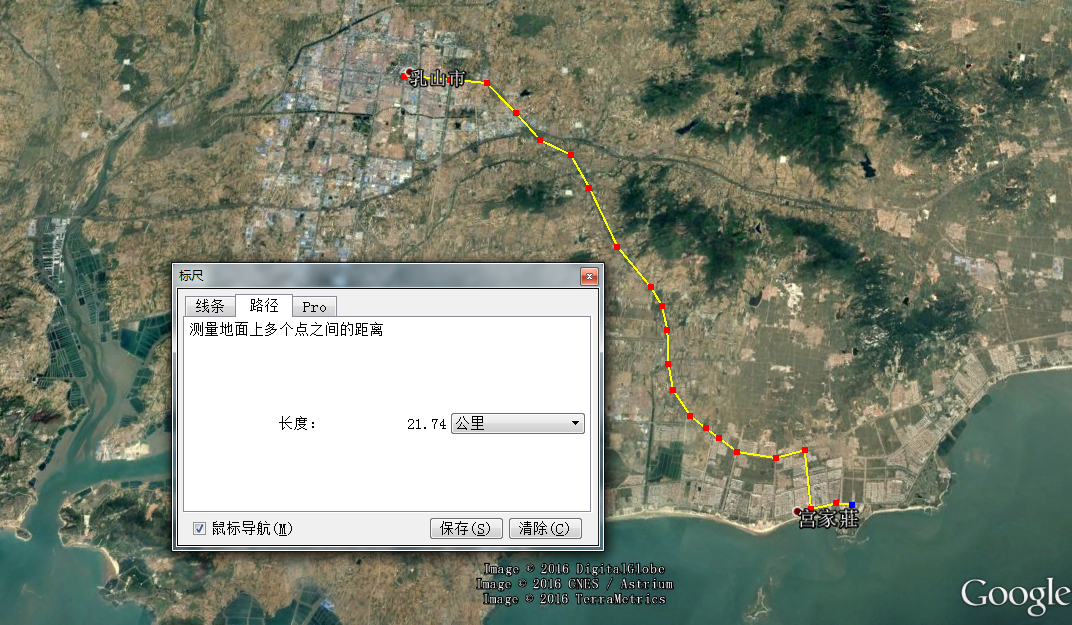 乳山市
标尺
线条 路径 Pro
测量地面上多个点之间的距离
长度： 21.74 公里
鼠标导航(M) 保存(S) 清除(C)
宫家莊
Image © 2016 DigitalGlobe
Image © 2016 CNES / Astrium
Image © 2016 TerraMetrics
Google